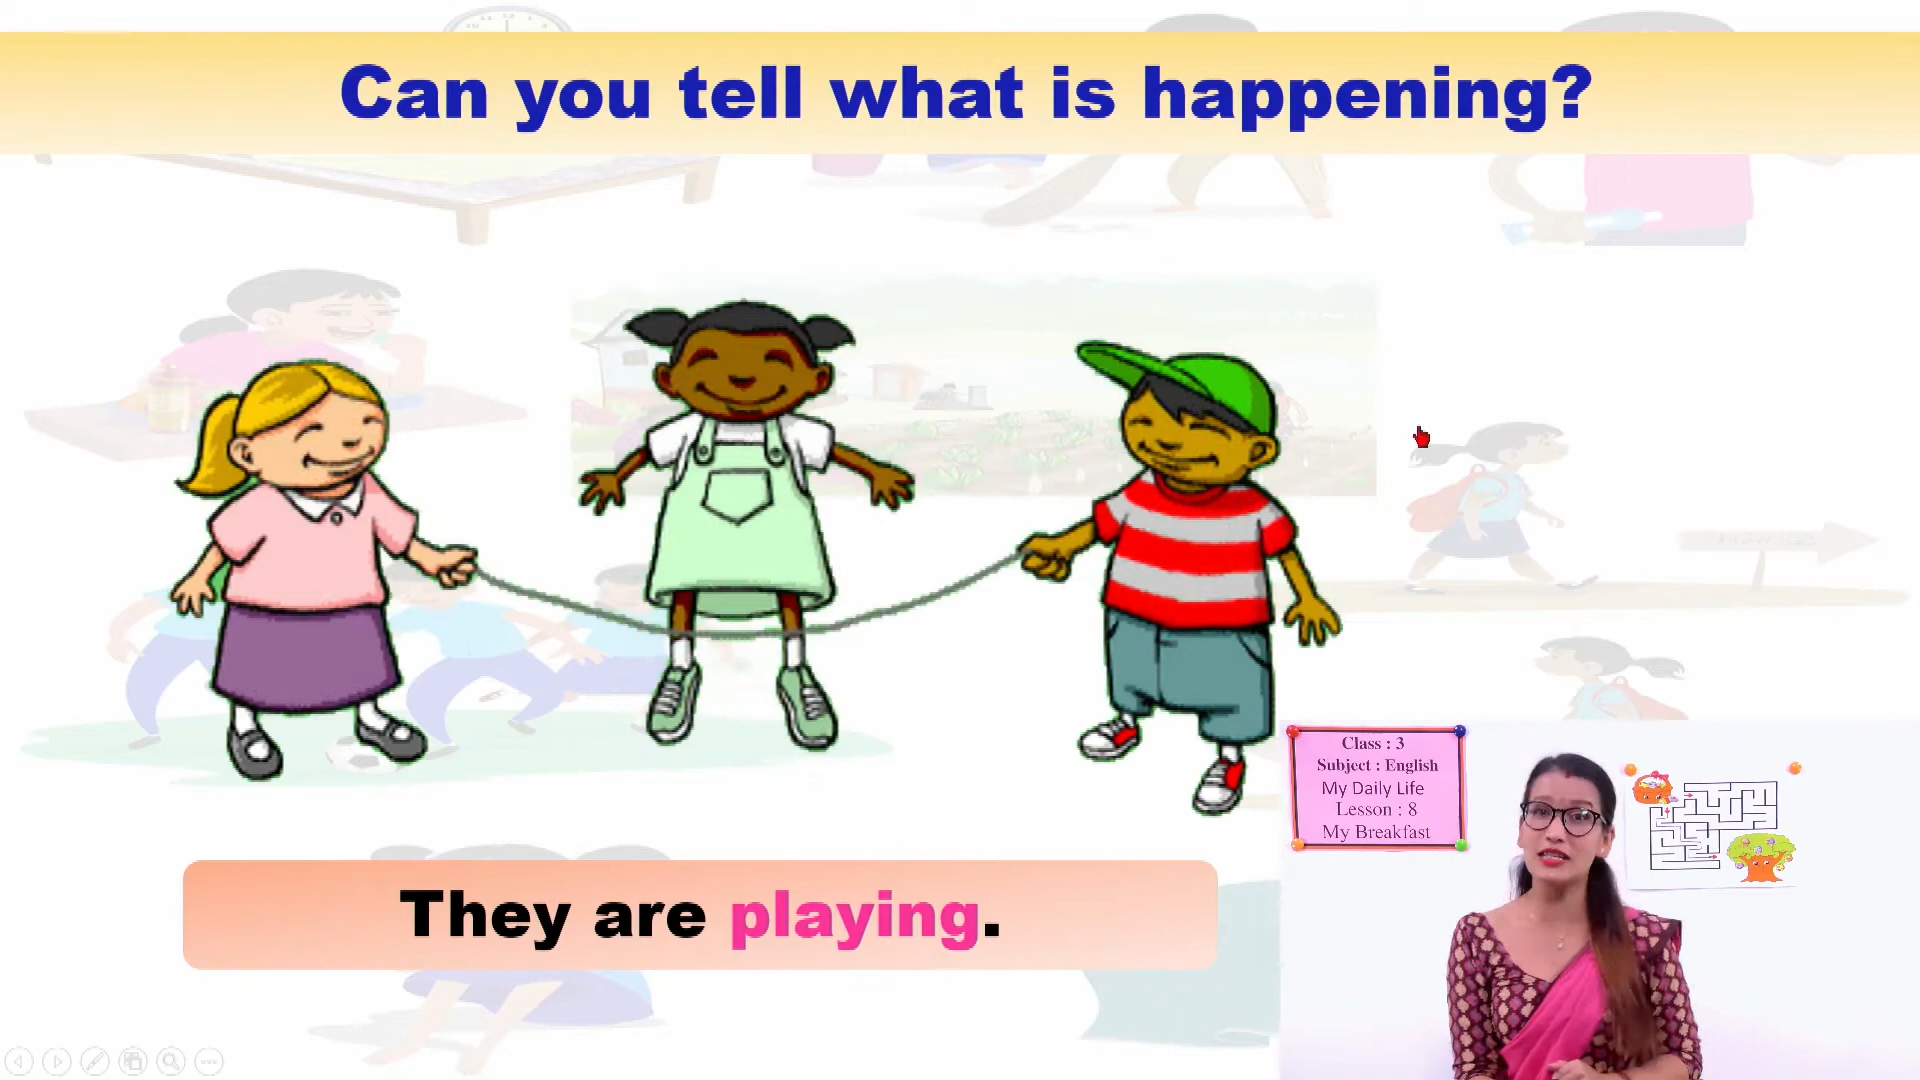 Can you tell what is happening?
They are playing.
Class : 3
Subject : English
My Daily Life
Lesson : 8
My Breakfast